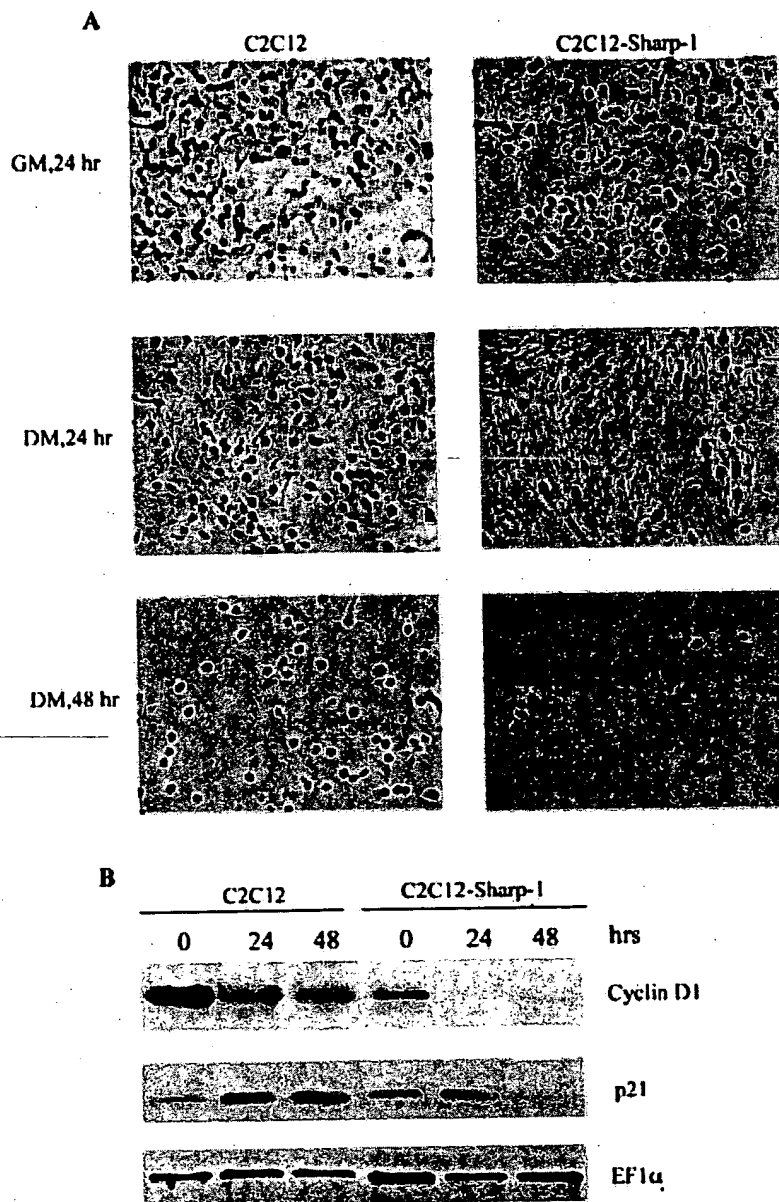 A
C2C12 C2C12-Sharp-1
GM,24 hr
DM,24 hr
DM,48 hr
B
C2C12 C2C12-Sharp-1
0 24 48 0 24 48 hrs
Cyclin D1
p21
EF1α